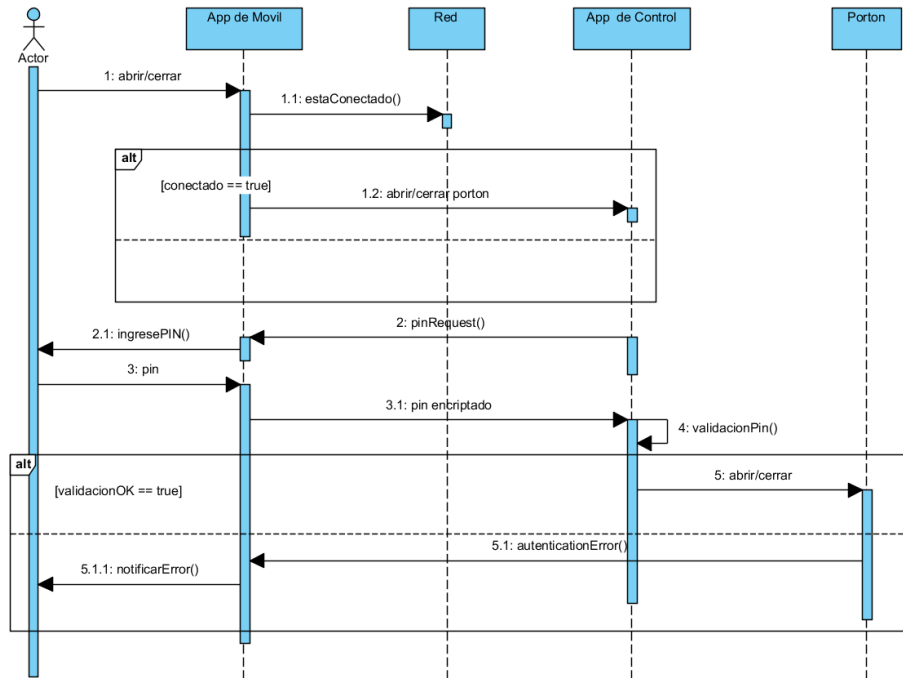 App de Movil
Red
App de Control
Porton
Actor
1: abrir/cerrar
1.1: estaConectado()
alt
[conectado == true]
1.2: abrir/cerrar porton
2: pinRequest()
2.1: ingresePIN()
3: pin
3.1: pin encriptado
4: validacionPin()
alt
[validacionOK == true]
5: abrir/cerrar
5.1: autenticationError()
5.1.1: notificarError()